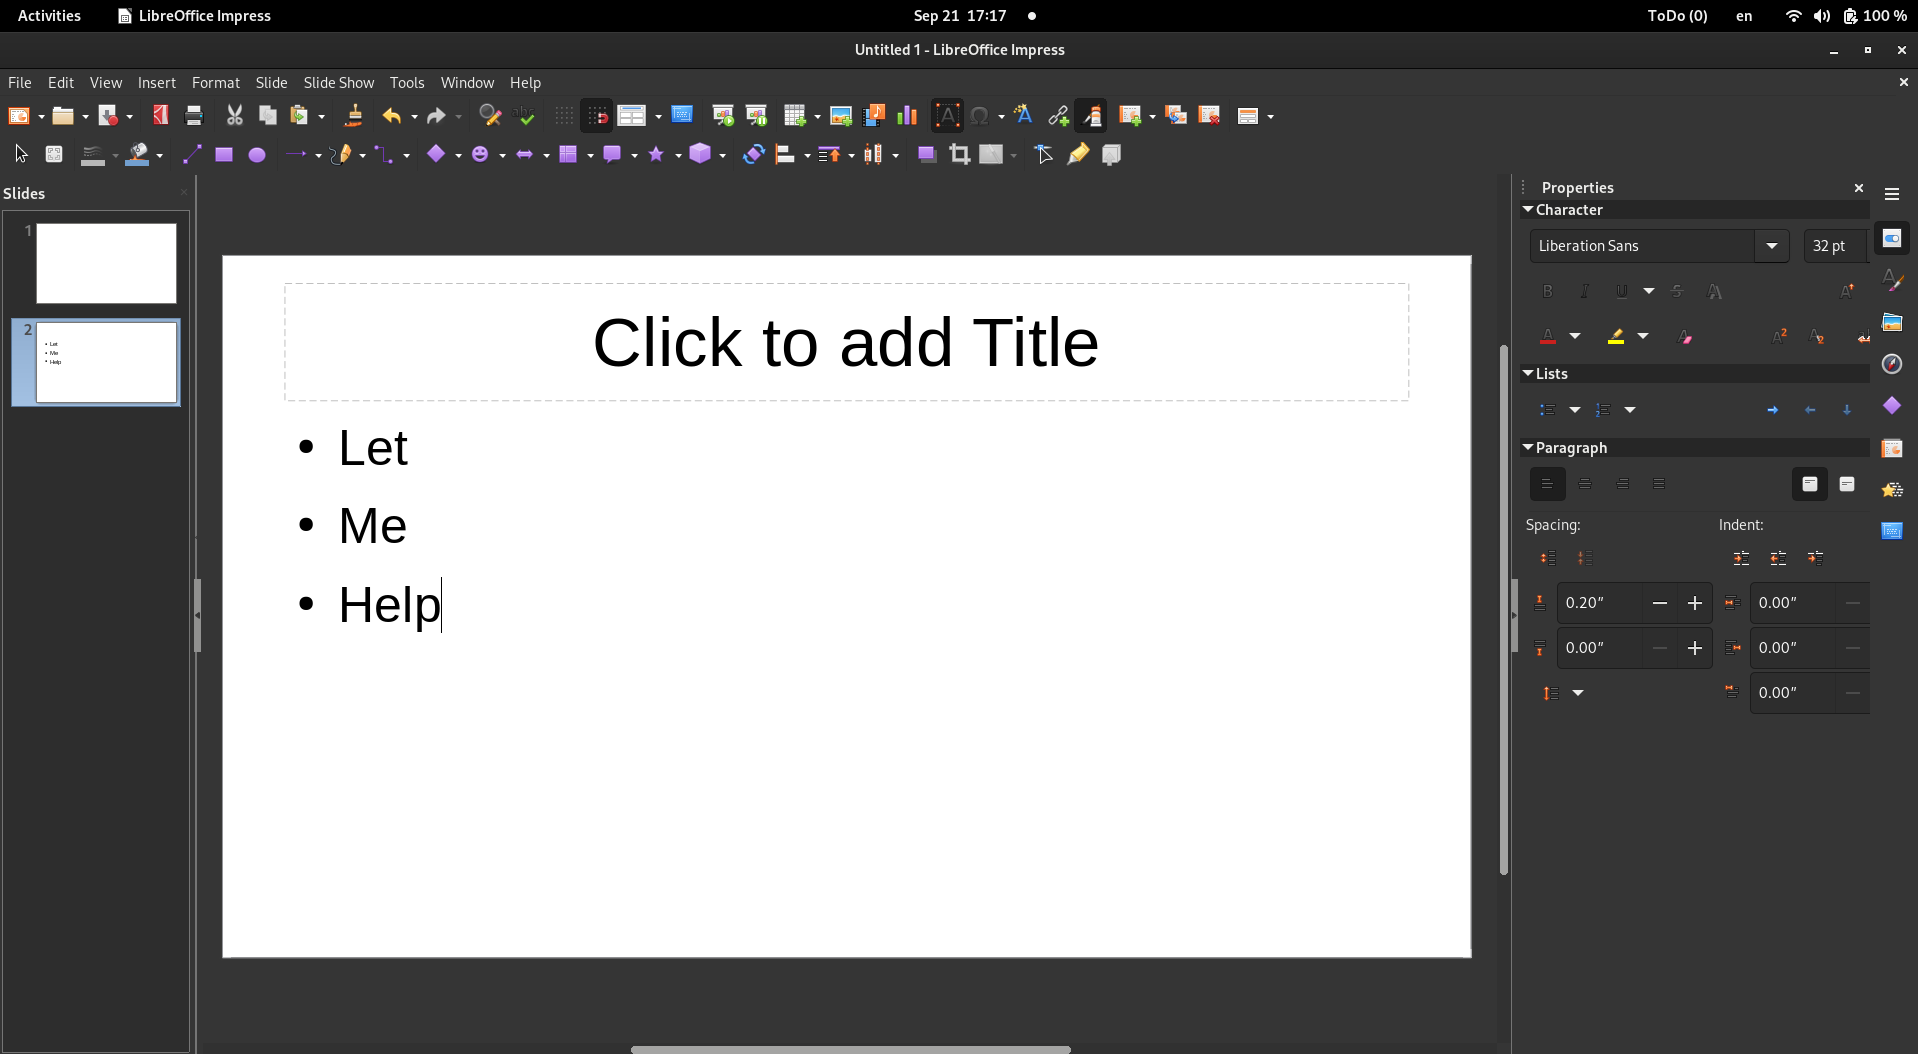 Activities LibreOffice Impress Sep 21 17:17 ToDo (0) en 100 %
Untitled 1 - LibreOffice Impress
File Edit View Insert Format Slide Slide Show Tools Window Help
Slides
Properties
Character
1
Liberation Sans 32 pt
2
Let
Me
Help
Click to add Title
Lists
• Let
Paragraph
• Me
Spacing: Indent:
• Help
0.20" 0.00"
0.00" 0.00"
0.00"